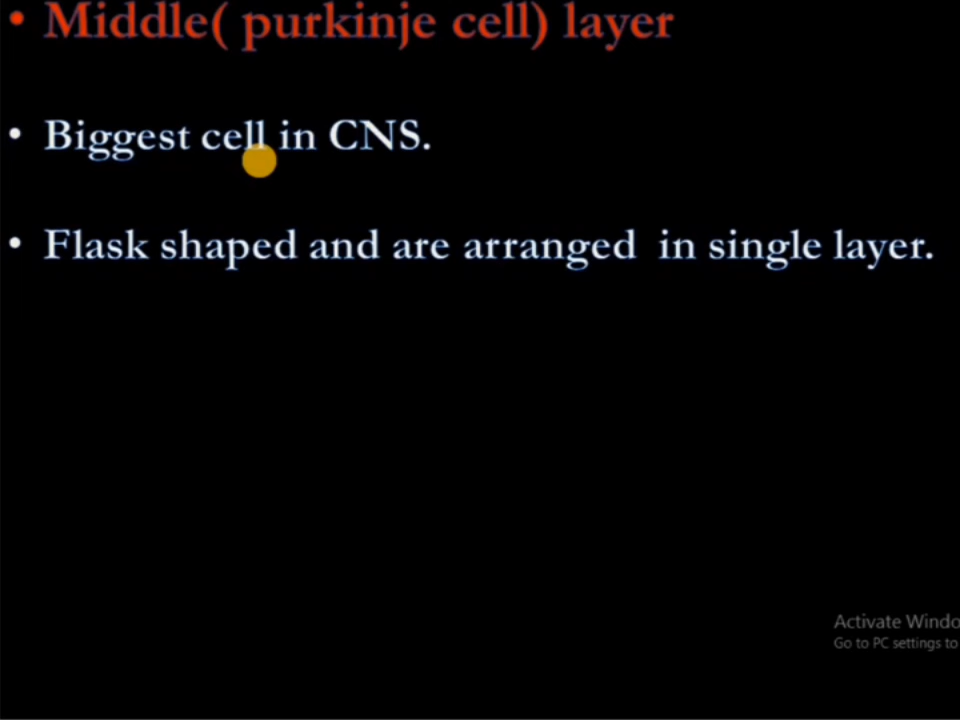 • Middle( purkinje cell) layer
• Biggest cell in CNS.
• Flask shaped and are arranged  in single layer.
Activate Windo
Go to PC settings to